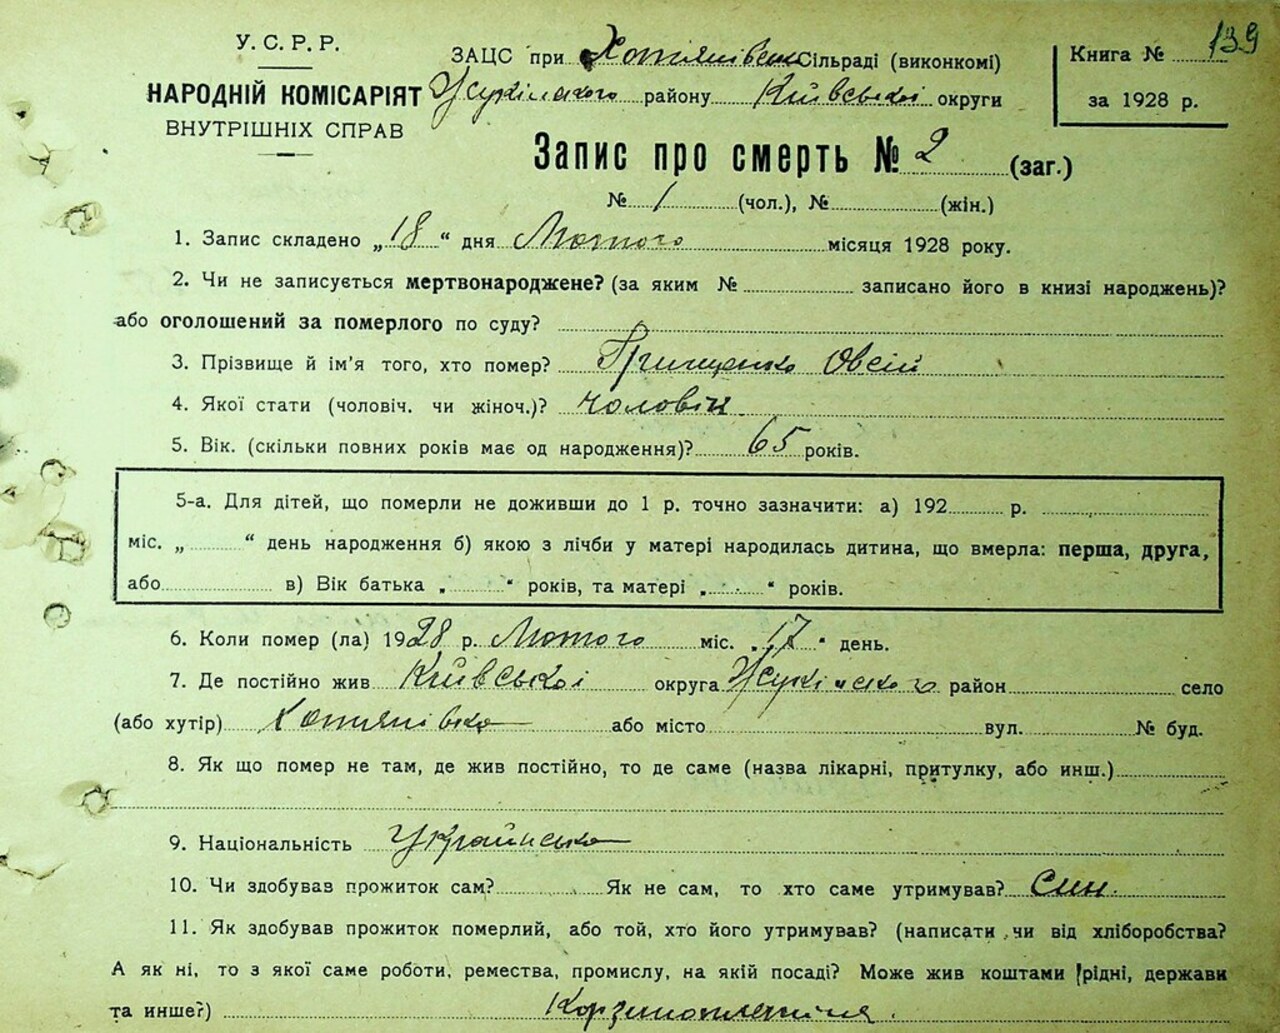 139
У. С. Р. Р.
НАРОДНІЙ КОМІСАРІЯТ
ВНУТРІШНІХ СПРАВ
ЗАЦС при Хотянівськ Сільраді (виконкомі)
Жукінського району Київської округи
Книга №
за 1928 р.
Запис про смерть № 2 (заг.)
№ 1 (чол.), № (жін.)
1. Запис складено „18“ дня Лютого місяця 1928 року.
2. Чи не записується мертвонароджене? (за яким № записано його в книзі народжень)?
або оголошений за померлого по суду?
3. Прізвище й ім'я того, хто помер? Грищенко Овсій
4. Якої стати (чоловіч. чи жіноч.)? чоловік
5. Вік. (скільки повних років має од народження)? 65 років.
5-а. Для дітей, що померли не доживши до 1 р. точно зазначити: а) 192 р.
міс. „ “ день народження б) якою з лічби у матері народилась дитина, що вмерла: перша, друга,
або в) Вік батька „ “ років, та матері „ “ років.
6. Коли помер (ла) 1928 р. Лютого міс. „17“ день.
7. Де постійно жив Київської округа Жукінського район село
(або хутір) Хотянівка або місто вул. № буд.
8. Як що помер не там, де жив постійно, то де саме (назва лікарні, притулку, або инш.)
9. Національність Українська
10. Чи здобував прожиток сам? Як не сам, то хто саме утримував? син.
11. Як здобував прожиток померлий, або той, хто його утримував? (написати чи від хліборобства?
А як ні, то з якої саме роботи, ремества, промислу, на якій посаді? Може жив коштами рідні, держави
та инше?) Корзиноплетіня.